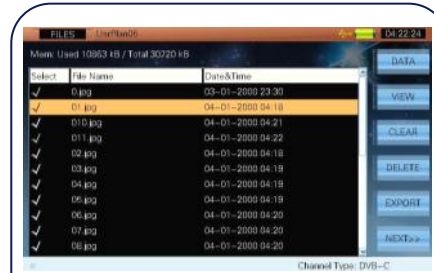 FILES UserPlan06 04:22:24
Mem: Used 10863 kB / Total 30720 kB
DATA
Select File Name Date&Time
0.jpg 03-01-2000 23:30
VIEW
01.jpg 04-01-2000 04:18
010.jpg 04-01-2000 04:21
CLEAR
011.jpg 04-01-2000 04:22
02.jpg 04-01-2000 04:18
03.jpg 04-01-2000 04:19
DELETE
04.jpg 04-01-2000 04:19
05.jpg 04-01-2000 04:19
EXPORT
06.jpg 04-01-2000 04:20
07.jpg 04-01-2000 04:20
NEXT>>
08.jpg 04-01-2000 04:20
Channel Type: DVB-C